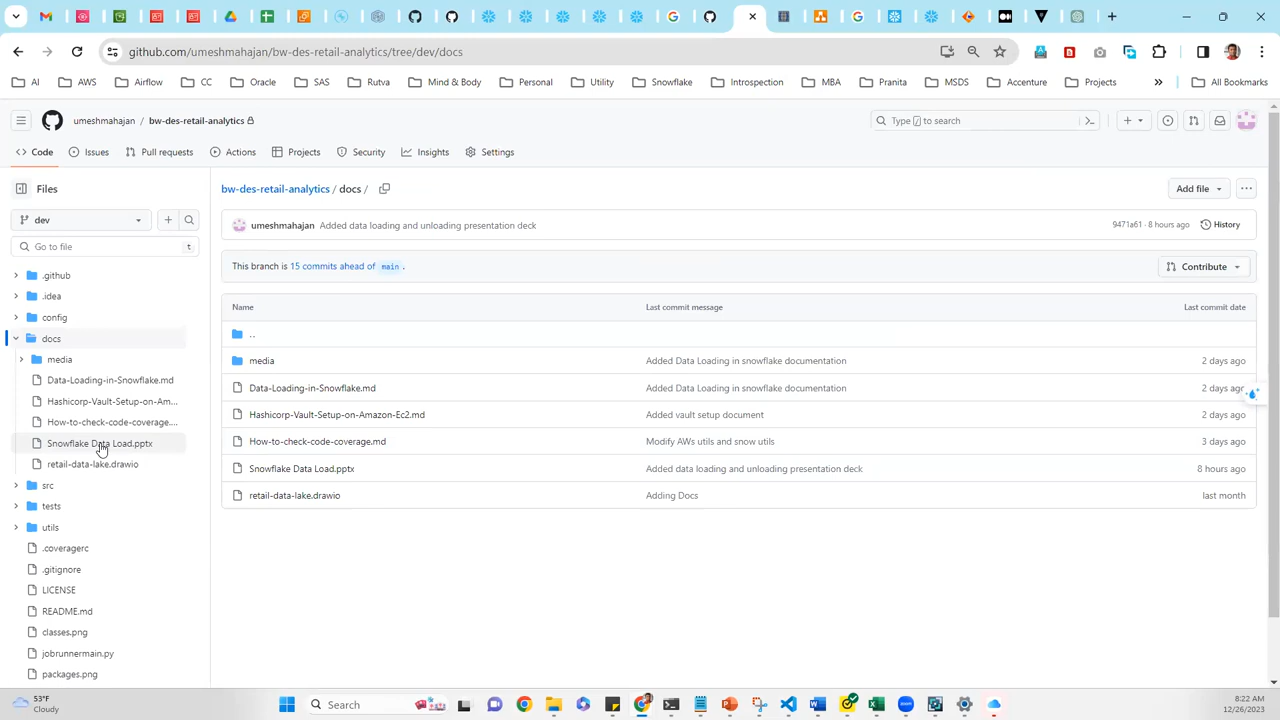 github.com/umeshmahajan/bw-des-retail-analytics/tree/dev/docs
AI AWS Airflow CC Oracle SAS Rutva Mind & Body Personal Utility Snowflake Introspection MBA Pranita MSDS Accenture Projects » All Bookmarks
umeshmahajan / bw-des-retail-analytics Type / to search
Code Issues Pull requests Actions Projects Security Insights Settings
Files
bw-des-retail-analytics / docs / Add file
dev
umeshmahajan Added data loading and unloading presentation deck 9471a61 · 8 hours ago History
Go to file t
This branch is 15 commits ahead of main . Contribute
.github
.idea
config
docs
media
Data-Loading-in-Snowflake.md
Hashicorp-Vault-Setup-on-Am...
How-to-check-code-coverage....
Snowflake Data Load.pptx
retail-data-lake.drawio
src
tests
utils
.coveragerc
.gitignore
LICENSE
README.md
classes.png
jobrunnermain.py
packages.png
Name Last commit message Last commit date
..
media Added Data Loading in snowflake documentation 2 days ago
Data-Loading-in-Snowflake.md Added Data Loading in snowflake documentation 2 days ago
Hashicorp-Vault-Setup-on-Amazon-Ec2.md Added vault setup document 2 days ago
How-to-check-code-coverage.md Modify AWs utils and snow utils 3 days ago
Snowflake Data Load.pptx Added data loading and unloading presentation deck 8 hours ago
retail-data-lake.drawio Adding Docs last month
53°F
Cloudy
Search
8:22 AM
12/26/2023